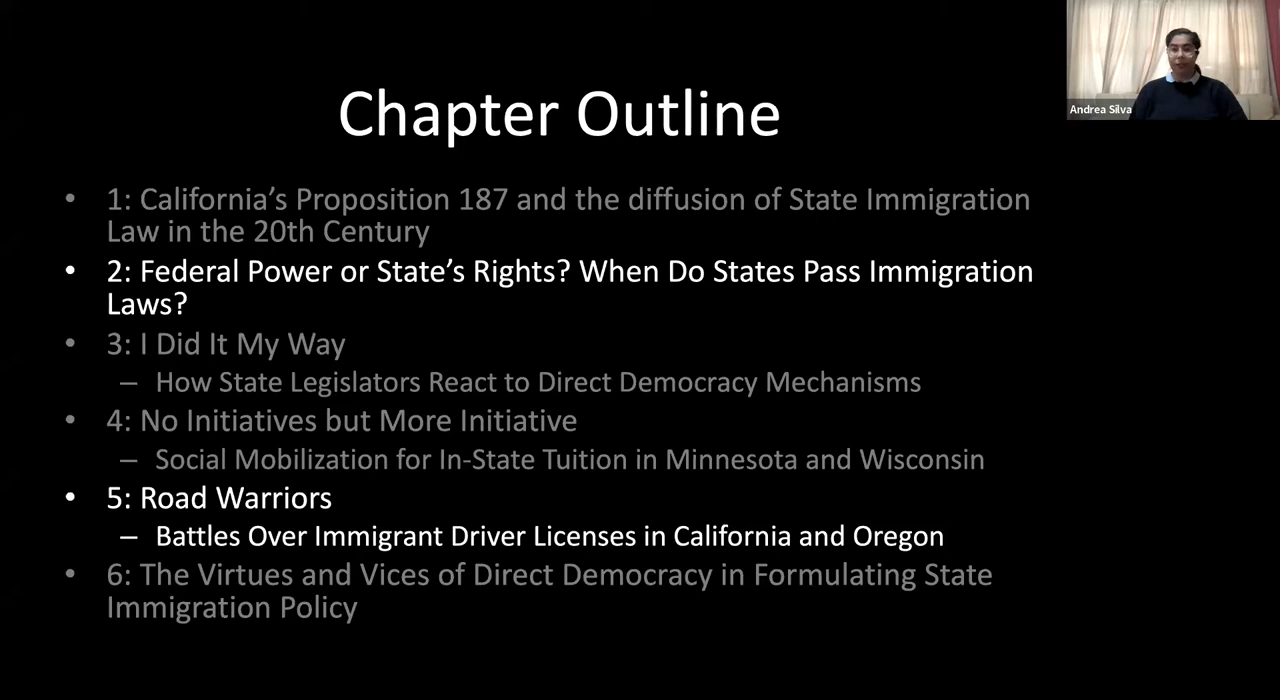 Chapter Outline
Andrea Silva
• 1: California’s Proposition 187 and the diffusion of State Immigration
Law in the 20th Century
• 2: Federal Power or State’s Rights? When Do States Pass Immigration
Laws?
• 3: I Did It My Way
– How State Legislators React to Direct Democracy Mechanisms
• 4: No Initiatives but More Initiative
– Social Mobilization for In-State Tuition in Minnesota and Wisconsin
• 5: Road Warriors
– Battles Over Immigrant Driver Licenses in California and Oregon
• 6: The Virtues and Vices of Direct Democracy in Formulating State
Immigration Policy